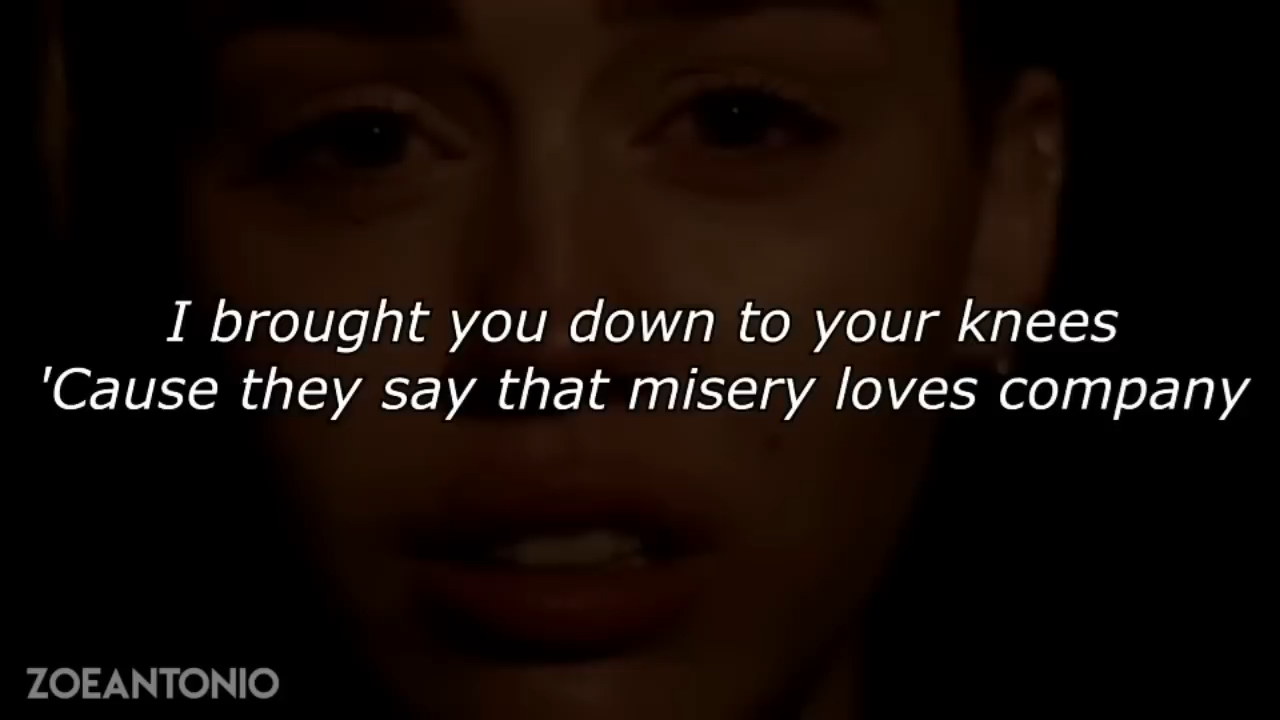 I brought you down to your knees
'Cause they say that misery loves company
ZOEANTONIO